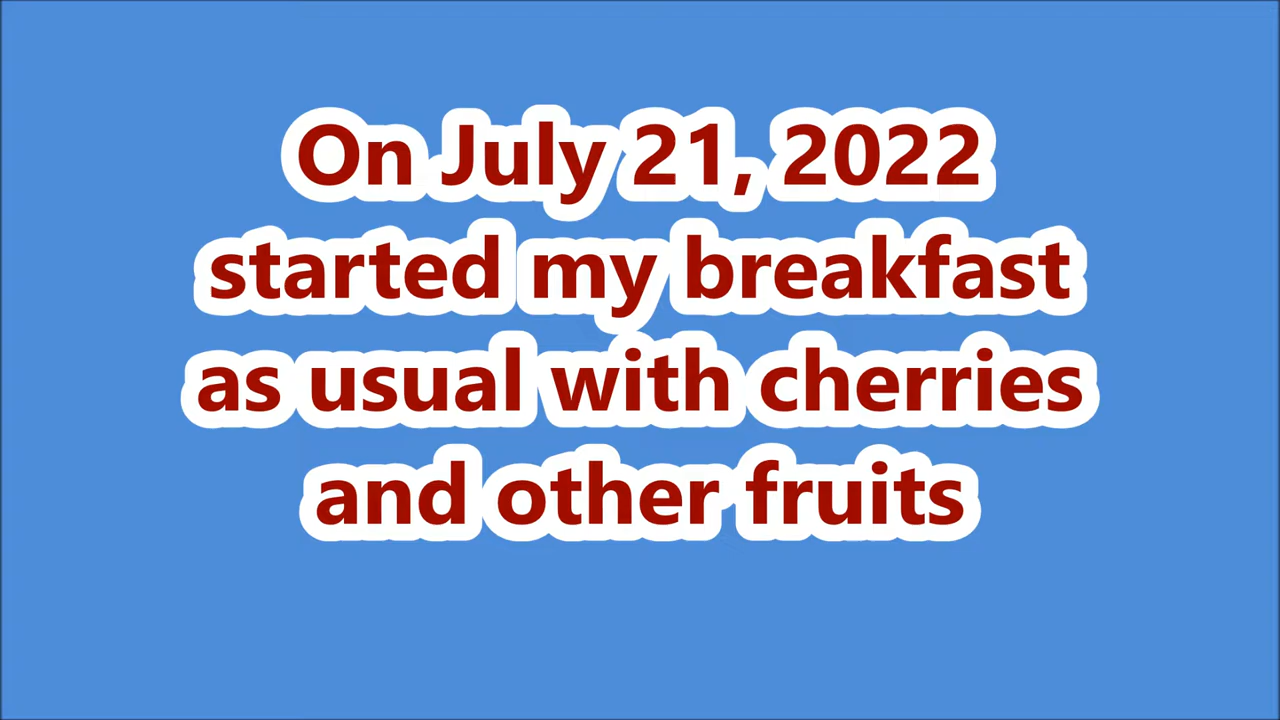 On July 21, 2022
started my breakfast
as usual with cherries
and other fruits